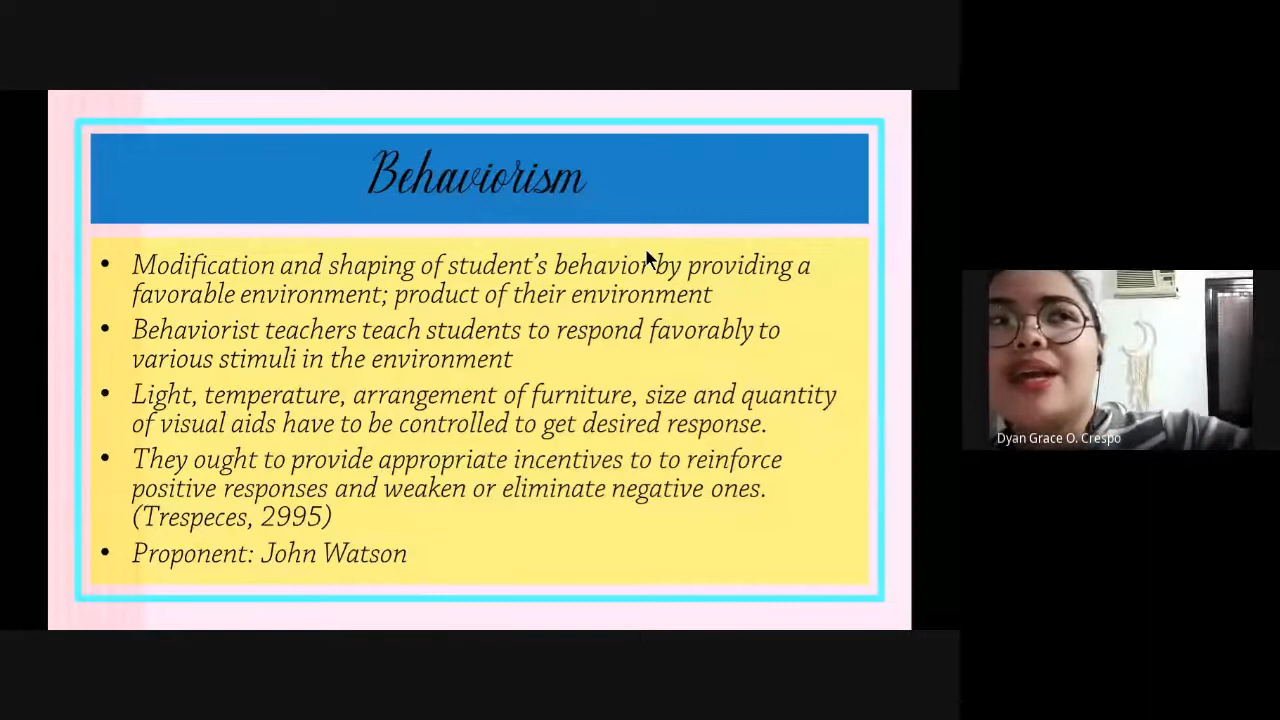 Behaviorism
• Modification and shaping of student's behavior by providing a
favorable environment; product of their environment
• Behaviorist teachers teach students to respond favorably to
various stimuli in the environment
• Light, temperature, arrangement of furniture, size and quantity
of visual aids have to be controlled to get desired response.
• They ought to provide appropriate incentives to to reinforce
positive responses and weaken or eliminate negative ones.
(Trespeces, 2995)
• Proponent: John Watson
Dyan Grace O. Crespo